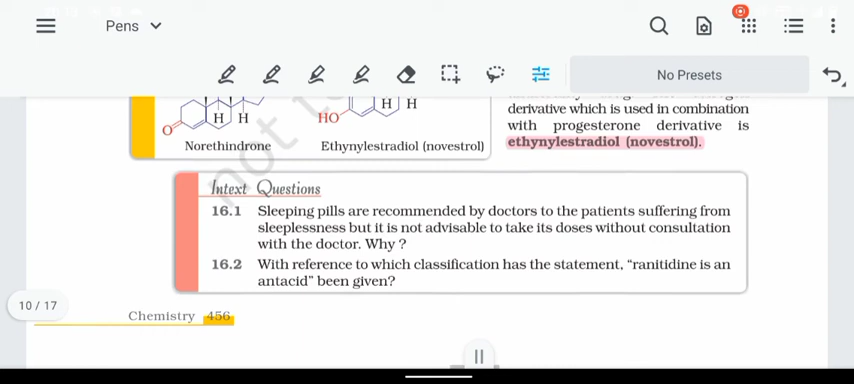 Pens
No Presets
H H
H H
O
HO
derivative which is used in combination
with progesterone derivative is
ethynylestradiol (novestrol).
Norethindrone
Ethynylestradiol (novestrol)
not t
Intext Questions
16.1 Sleeping pills are recommended by doctors to the patients suffering from
sleeplessness but it is not advisable to take its doses without consultation
with the doctor. Why ?
16.2 With reference to which classification has the statement, “ranitidine is an
antacid” been given?
10 / 17
Chemistry 456